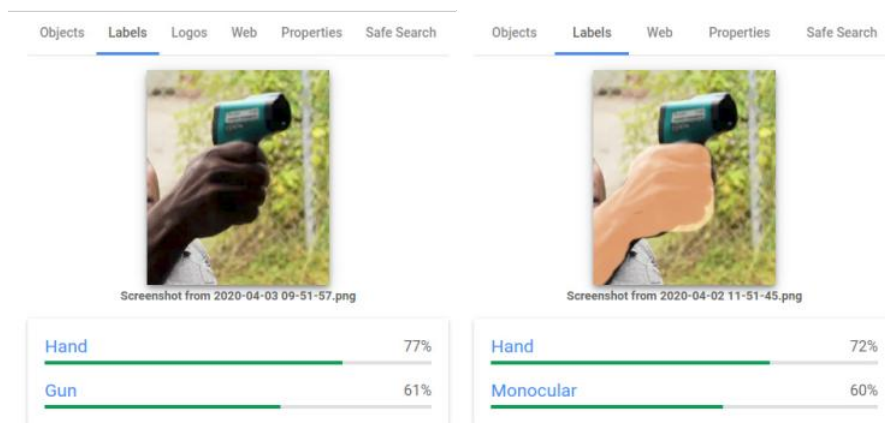 Objects Labels Logos Web Properties Safe Search
Screenshot from 2020-04-03 09-51-57.png
Hand 77%
Gun 61%
Objects Labels Web Properties Safe Search
Screenshot from 2020-04-02 11-51-45.png
Hand 72%
Monocular 60%